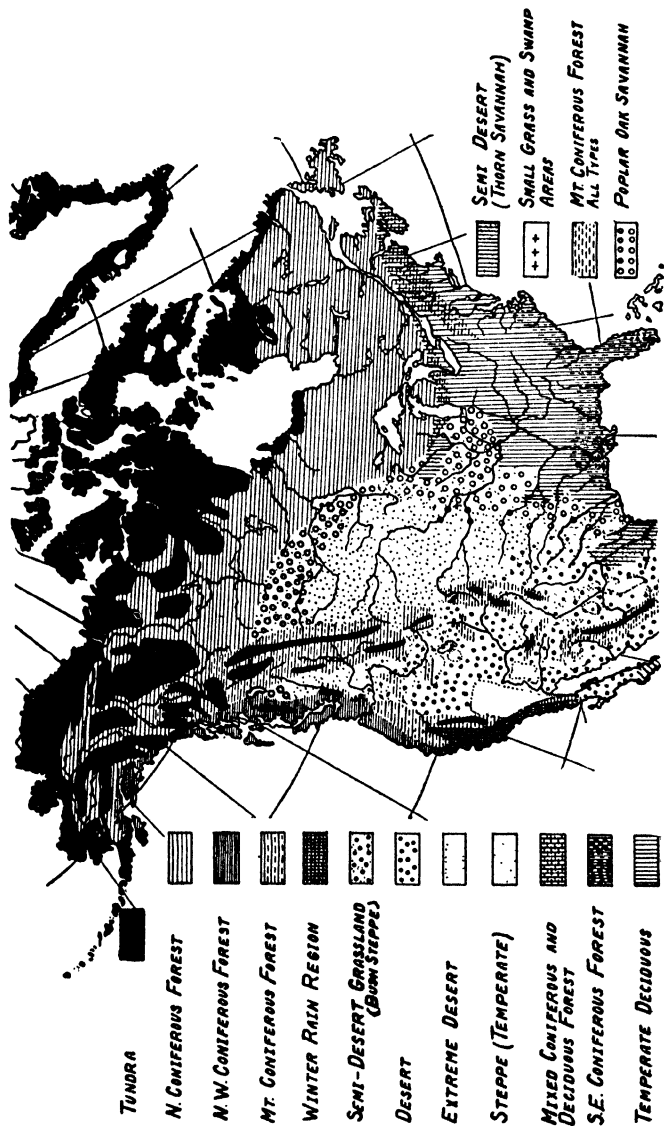 TUNDRA
N. CONIFEROUS FOREST
N.W. CONIFEROUS FOREST
MT. CONIFEROUS FOREST
WINTER RAIN REGION
SEMI-DESERT GRASSLAND
(BUSH STEPPE)
DESERT
EXTREME DESERT
STEPPE (TEMPERATE)
MIXED CONIFEROUS AND
DECIDUOUS FOREST
S.E. CONIFEROUS FOREST
TEMPERATE DECIDUOUS
SEMI DESERT
(THORN SAVANNAH)
SMALL GRASS AND SWAMP
AREAS
MT. CONIFEROUS FOREST
ALL TYPES
POPLAR OAK SAVANNAH